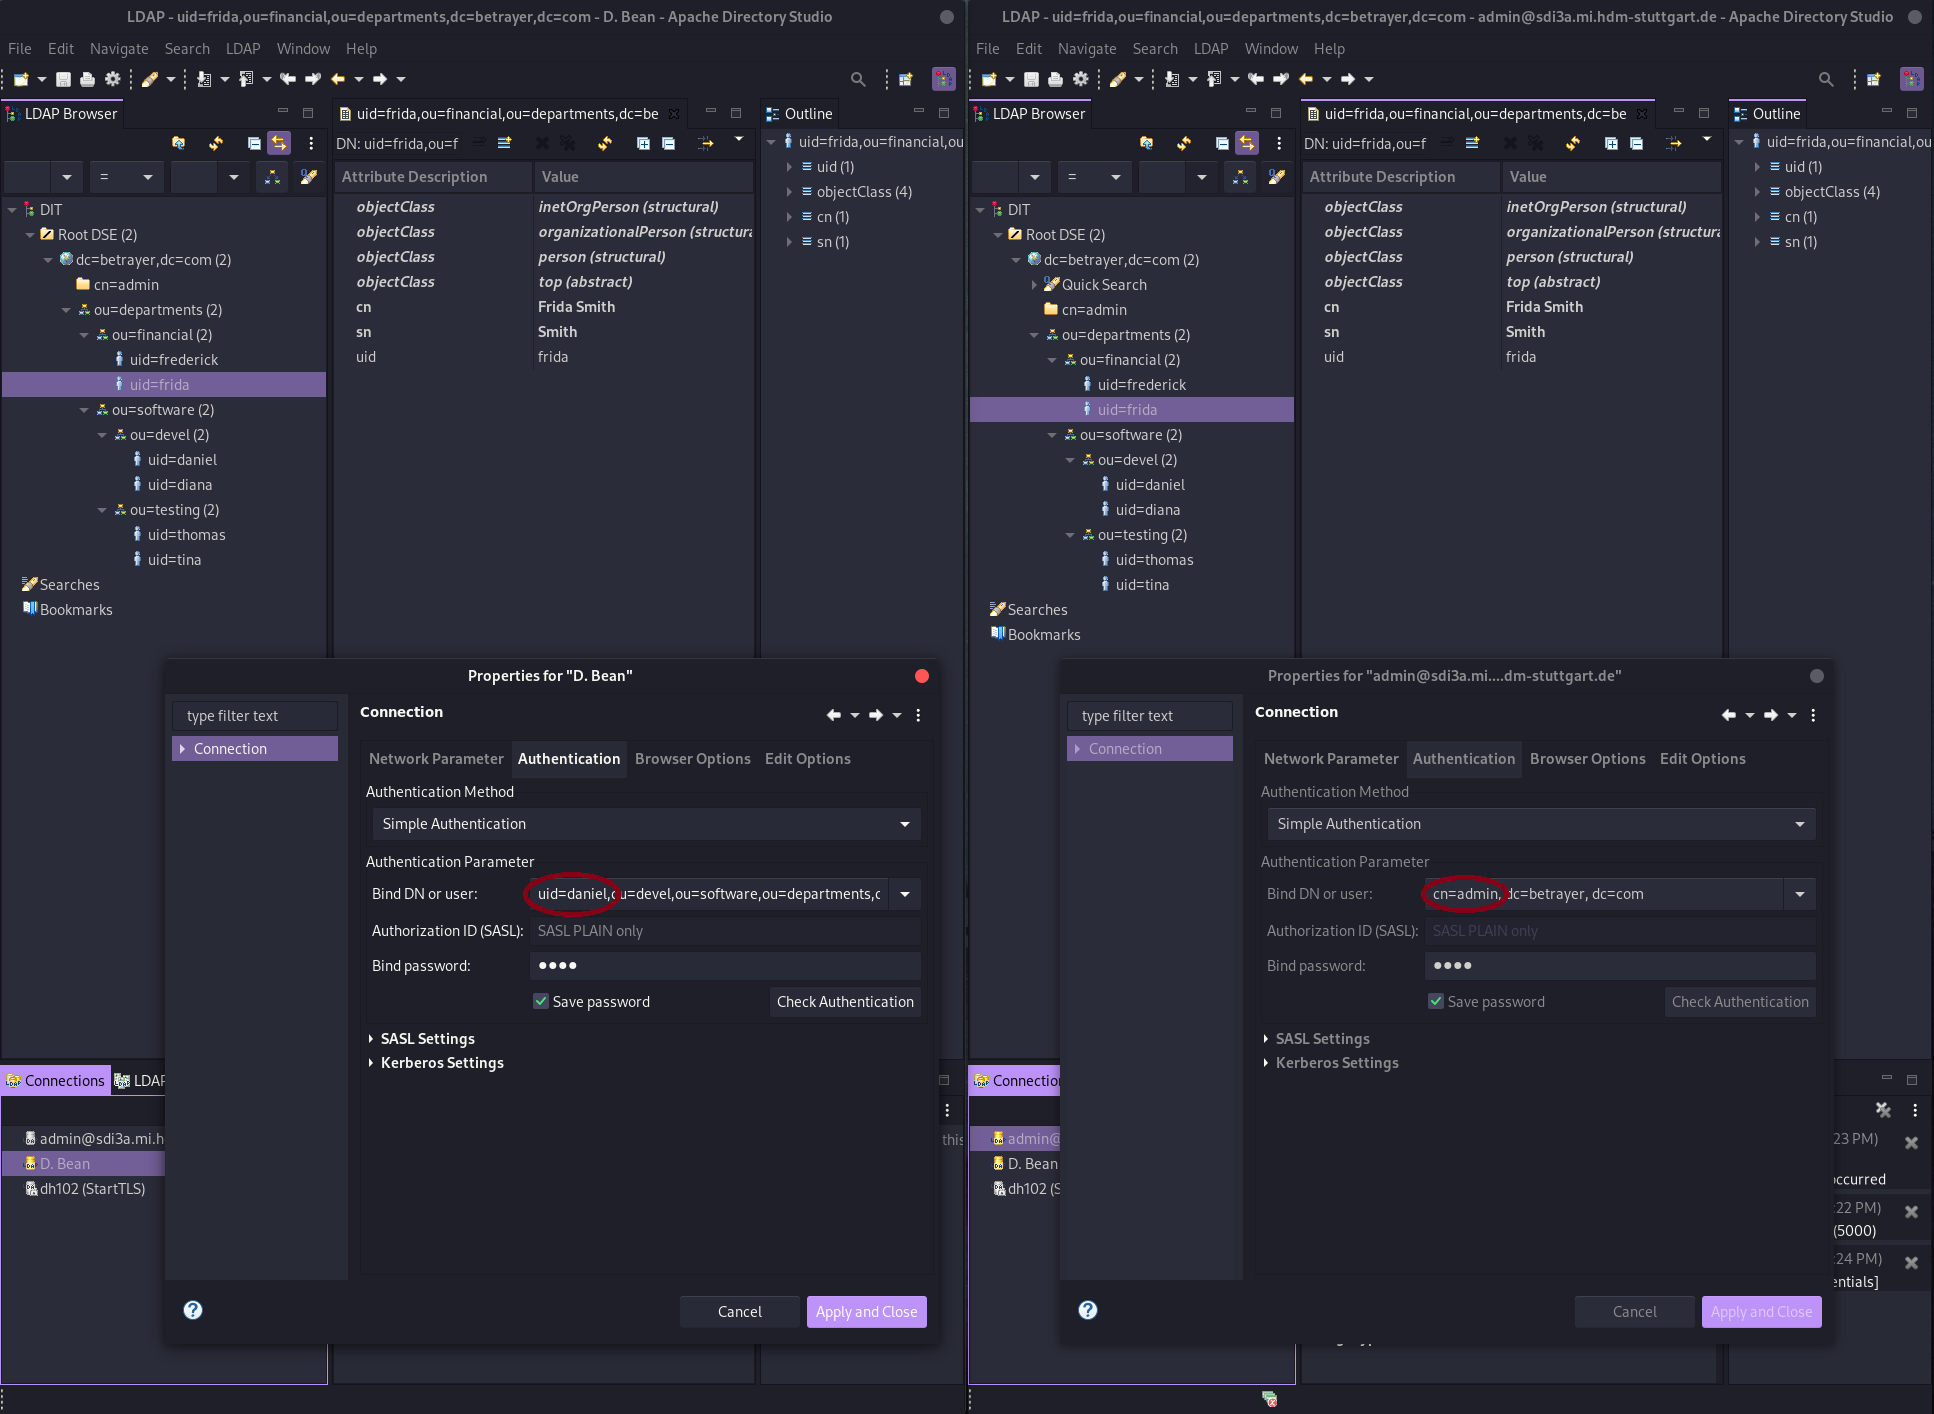 LDAP - uid=frida,ou=financial,ou=departments,dc=betrayer,dc=com - D. Bean - Apache Directory Studio
File Edit Navigate Search LDAP Window Help
LDAP Browser
uid=frida,ou=financial,ou=departments,dc=be
Outline
DN: uid=frida,ou=f
=
Attribute Description Value
objectClass inetOrgPerson (structural)
objectClass organizationalPerson (structura
objectClass person (structural)
objectClass top (abstract)
cn Frida Smith
sn Smith
uid frida
uid=frida,ou=financial,ou
uid (1)
objectClass (4)
cn (1)
sn (1)
DIT
Root DSE (2)
dc=betrayer,dc=com (2)
cn=admin
ou=departments (2)
ou=financial (2)
uid=frederick
uid=frida
ou=software (2)
ou=devel (2)
uid=daniel
uid=diana
ou=testing (2)
uid=thomas
uid=tina
Searches
Bookmarks
Properties for "D. Bean"
type filter text
Connection
Connection
Network Parameter Authentication Browser Options Edit Options
Authentication Method
Simple Authentication
Authentication Parameter
Bind DN or user: uid=daniel,ou=devel,ou=software,ou=departments,c
Authorization ID (SASL): SASL PLAIN only
Bind password: ●●●●
Save password Check Authentication
SASL Settings
Kerberos Settings
Cancel Apply and Close
Connections LDAP
admin@sdi3a.mi.h
this
D. Bean
dh102 (StartTLS)
LDAP - uid=frida,ou=financial,ou=departments,dc=betrayer,dc=com - admin@sdi3a.mi.hdm-stuttgart.de - Apache Directory Studio
File Edit Navigate Search LDAP Window Help
LDAP Browser
uid=frida,ou=financial,ou=departments,dc=be
Outline
DN: uid=frida,ou=f
=
Attribute Description Value
objectClass inetOrgPerson (structural)
objectClass organizationalPerson (structura
objectClass person (structural)
objectClass top (abstract)
cn Frida Smith
sn Smith
uid frida
uid=frida,ou=financial,ou
uid (1)
objectClass (4)
cn (1)
sn (1)
DIT
Root DSE (2)
dc=betrayer,dc=com (2)
Quick Search
cn=admin
ou=departments (2)
ou=financial (2)
uid=frederick
uid=frida
ou=software (2)
ou=devel (2)
uid=daniel
uid=diana
ou=testing (2)
uid=thomas
uid=tina
Searches
Bookmarks
Properties for "admin@sdi3a.mi....dm-stuttgart.de"
type filter text
Connection
Connection
Network Parameter Authentication Browser Options Edit Options
Authentication Method
Simple Authentication
Authentication Parameter
Bind DN or user: cn=admin, dc=betrayer, dc=com
Authorization ID (SASL): SASL PLAIN only
Bind password: ●●●●
Save password Check Authentication
SASL Settings
Kerberos Settings
Cancel Apply and Close
Connection
admin@
D. Bean
dh102 (S
23 PM)
occurred
:22 PM)
(5000)
:24 PM)
entials]